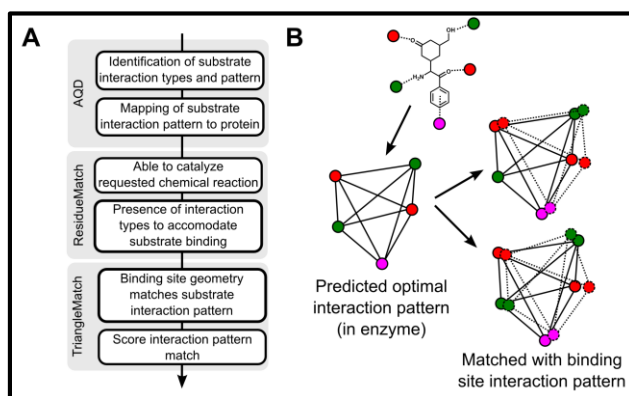 A
AQD
Identification of substrate
interaction types and pattern
Mapping of substrate
interaction pattern to protein
ResidueMatch
Able to catalyze
requested chemical reaction
Presence of interaction
types to accomodate
substrate binding
TriangleMatch
Binding site geometry
matches substrate
interaction pattern
Score interaction pattern
match
B
OH
O
H₂N
O
Predicted optimal
interaction pattern
(in enzyme)
Matched with binding
site interaction pattern